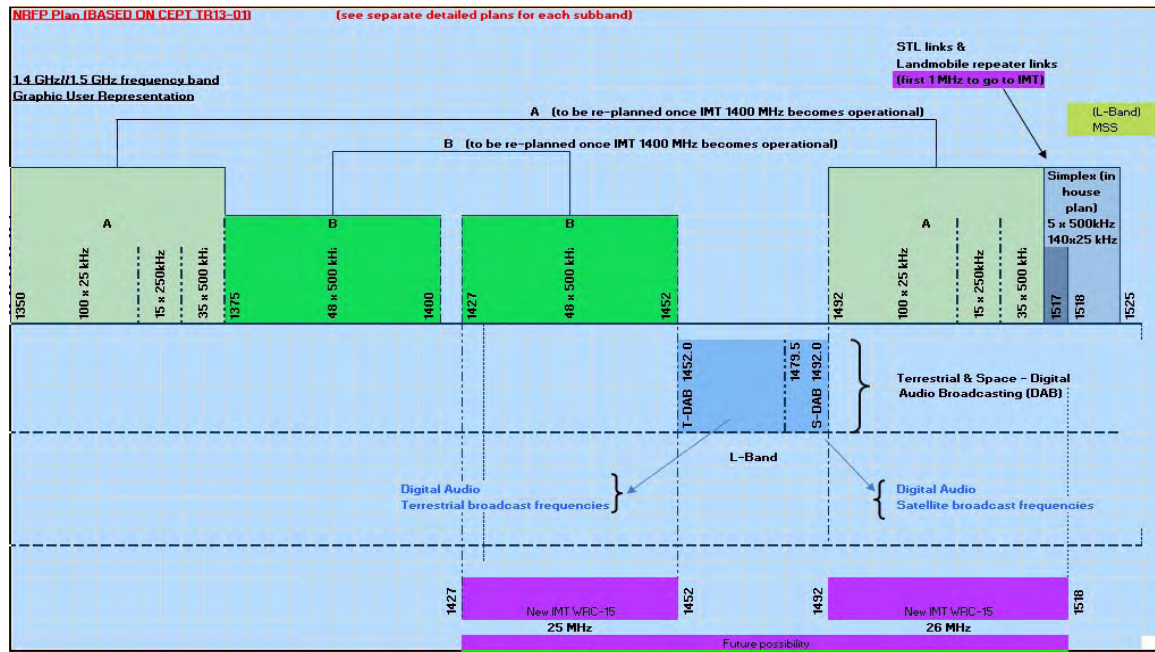 NRFP Plan (BASED ON CEPT TR13-01)
(see separate detailed plans for each subband)
STL links &
Landmobile repeater links
(first 1 MHz to go to IMT)
1.4 GHz//1.5 GHz frequency band
Graphic User Representation
(L-Band)
MSS
A (to be re-planned once IMT 1400 MHz becomes operational)
B (to be re-planned once IMT 1400 MHz becomes operational)
Simplex (in
house
plan)
5 x 500kHz
140x25 kHz
A
B
B
A
1350
100 x 25 kHz
15 x 250kHz
35 x 500 kHz
1375
48 x 500 kHz
1400
1427
48 x 500 kHz
1452
1492
100 x 25 kHz
15 x 250kHz
35 x 500 kHz
1517
1518
1525
T-DAB 1452.0
1479.5
S-DAB 1492.0
Terrestrial & Space - Digital
Audio Broadcasting (DAB)
L-Band
Digital Audio
Terrestrial broadcast frequencies
Digital Audio
Satellite broadcast frequencies
1427
New IMT WRC-15
1452
1492
New IMT WRC-15
1518
25 MHz
26 MHz
Future possibility